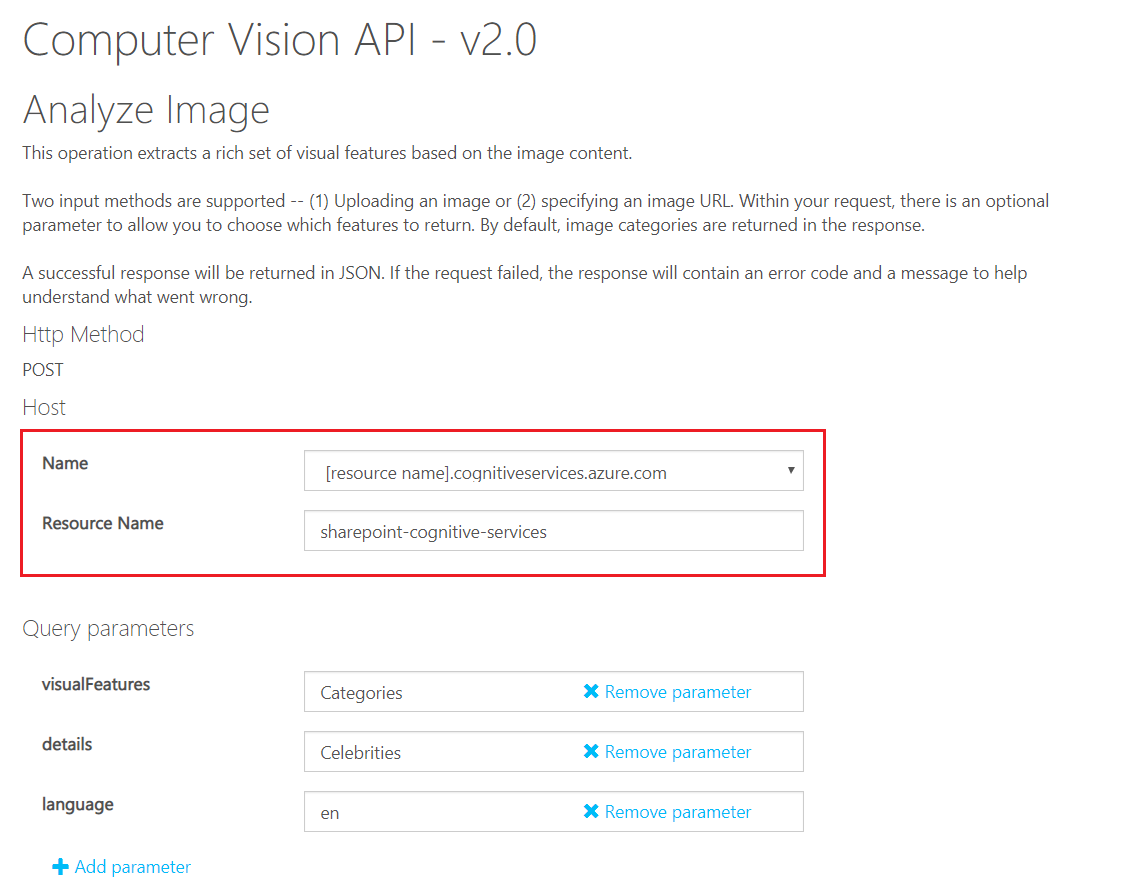 Computer Vision API - v2.0
Analyze Image
This operation extracts a rich set of visual features based on the image content.
Two input methods are supported -- (1) Uploading an image or (2) specifying an image URL. Within your request, there is an optional
parameter to allow you to choose which features to return. By default, image categories are returned in the response.
A successful response will be returned in JSON. If the request failed, the response will contain an error code and a message to help
understand what went wrong.
Http Method
POST
Host
Name [resource name].cognitiveservices.azure.com
Resource Name sharepoint-cognitive-services
Query parameters
visualFeatures Categories Remove parameter
details Celebrities Remove parameter
language en Remove parameter
Add parameter